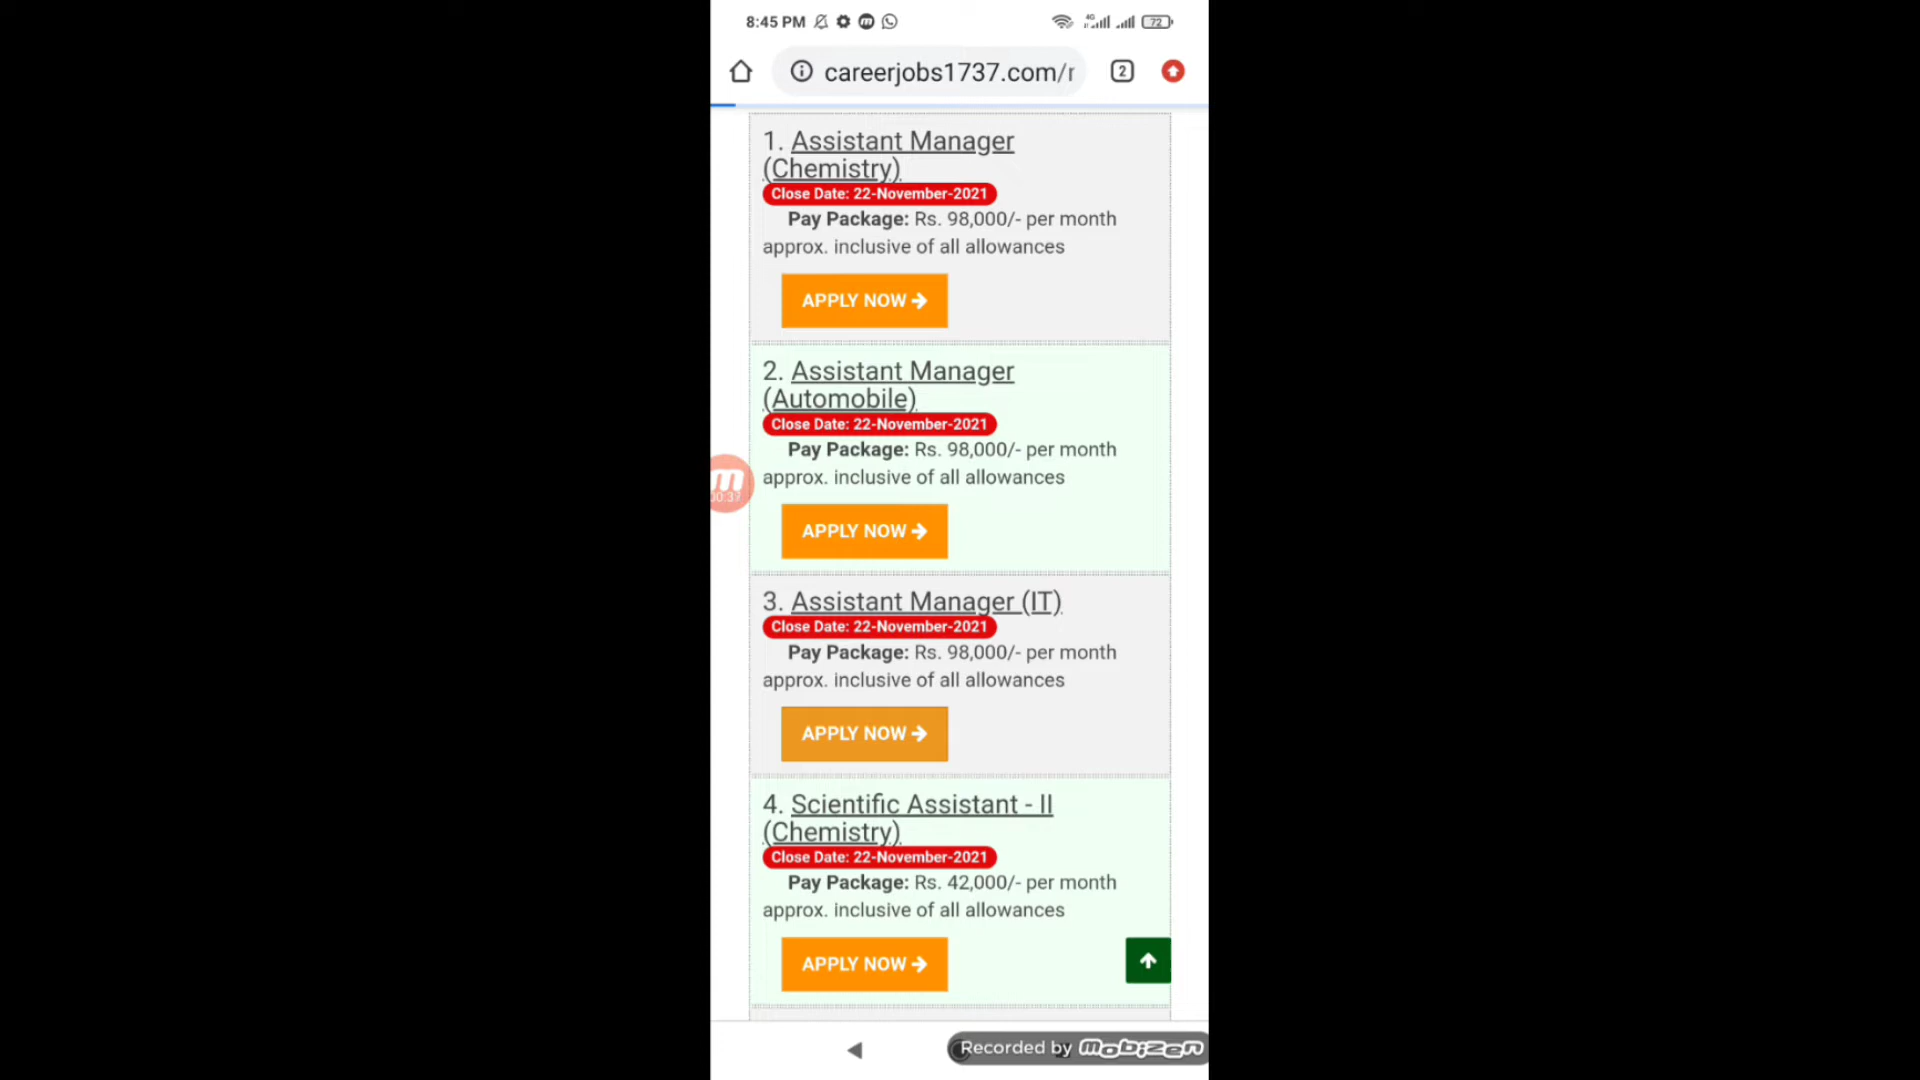 8:45 PM
4G
72
careerjobs1737.com/r
2
1. Assistant Manager
(Chemistry)
Close Date: 22-November-2021
Pay Package: Rs. 98,000/- per month
approx. inclusive of all allowances
APPLY NOW
2. Assistant Manager
(Automobile)
Close Date: 22-November-2021
Pay Package: Rs. 98,000/- per month
approx. inclusive of all allowances
APPLY NOW
m
00:39
3. Assistant Manager (IT)
Close Date: 22-November-2021
Pay Package: Rs. 98,000/- per month
approx. inclusive of all allowances
APPLY NOW
4. Scientific Assistant - II
(Chemistry)
Close Date: 22-November-2021
Pay Package: Rs. 42,000/- per month
approx. inclusive of all allowances
APPLY NOW
Recorded by mobizen